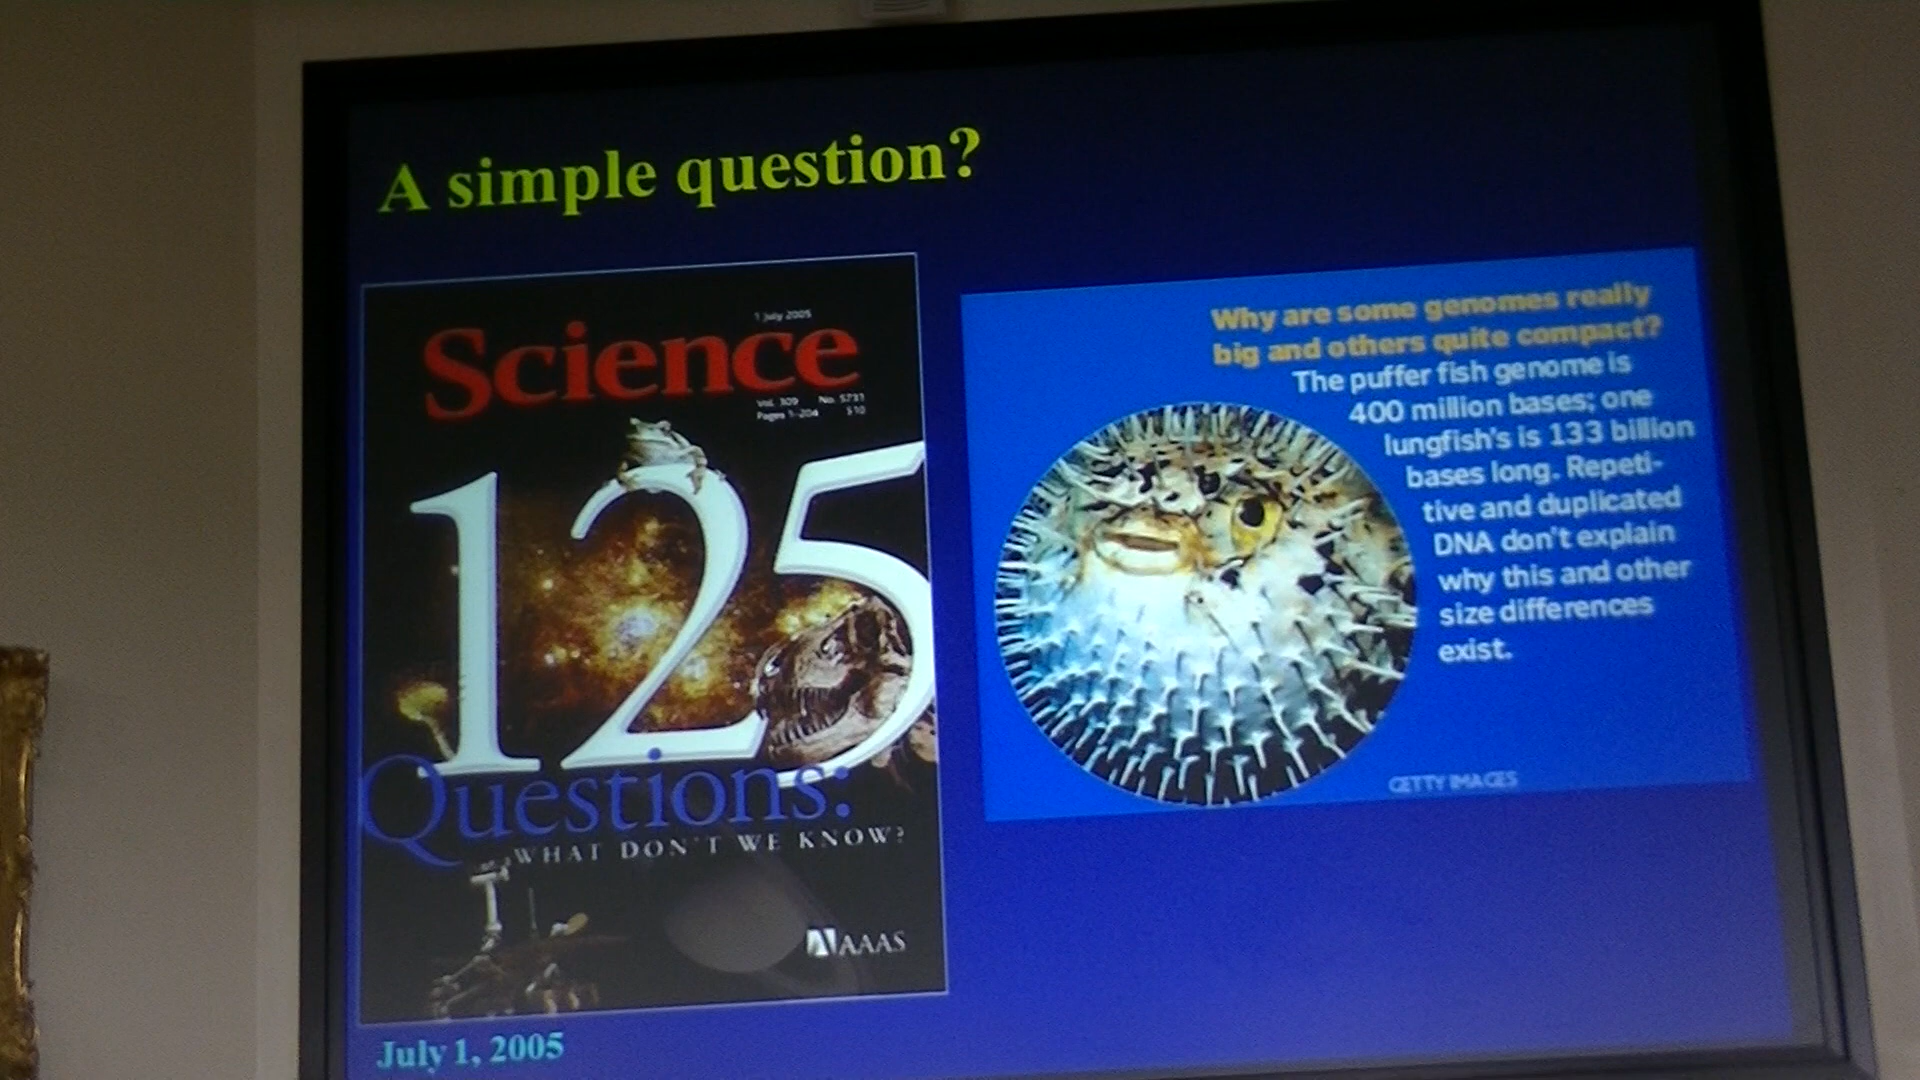 A simple question?
1 July 2005
Science
Vol. 309 No. 5731
Pages 1-204 $10
125
Questions:
WHAT DON'T WE KNOW?
AAAS
July 1, 2005
Why are some genomes really
big and others quite compact?
The puffer fish genome is
400 million bases; one
lungfish's is 133 billion
bases long. Repeti-
tive and duplicated
DNA don't explain
why this and other
size differences
exist.
GETTY IMAGES